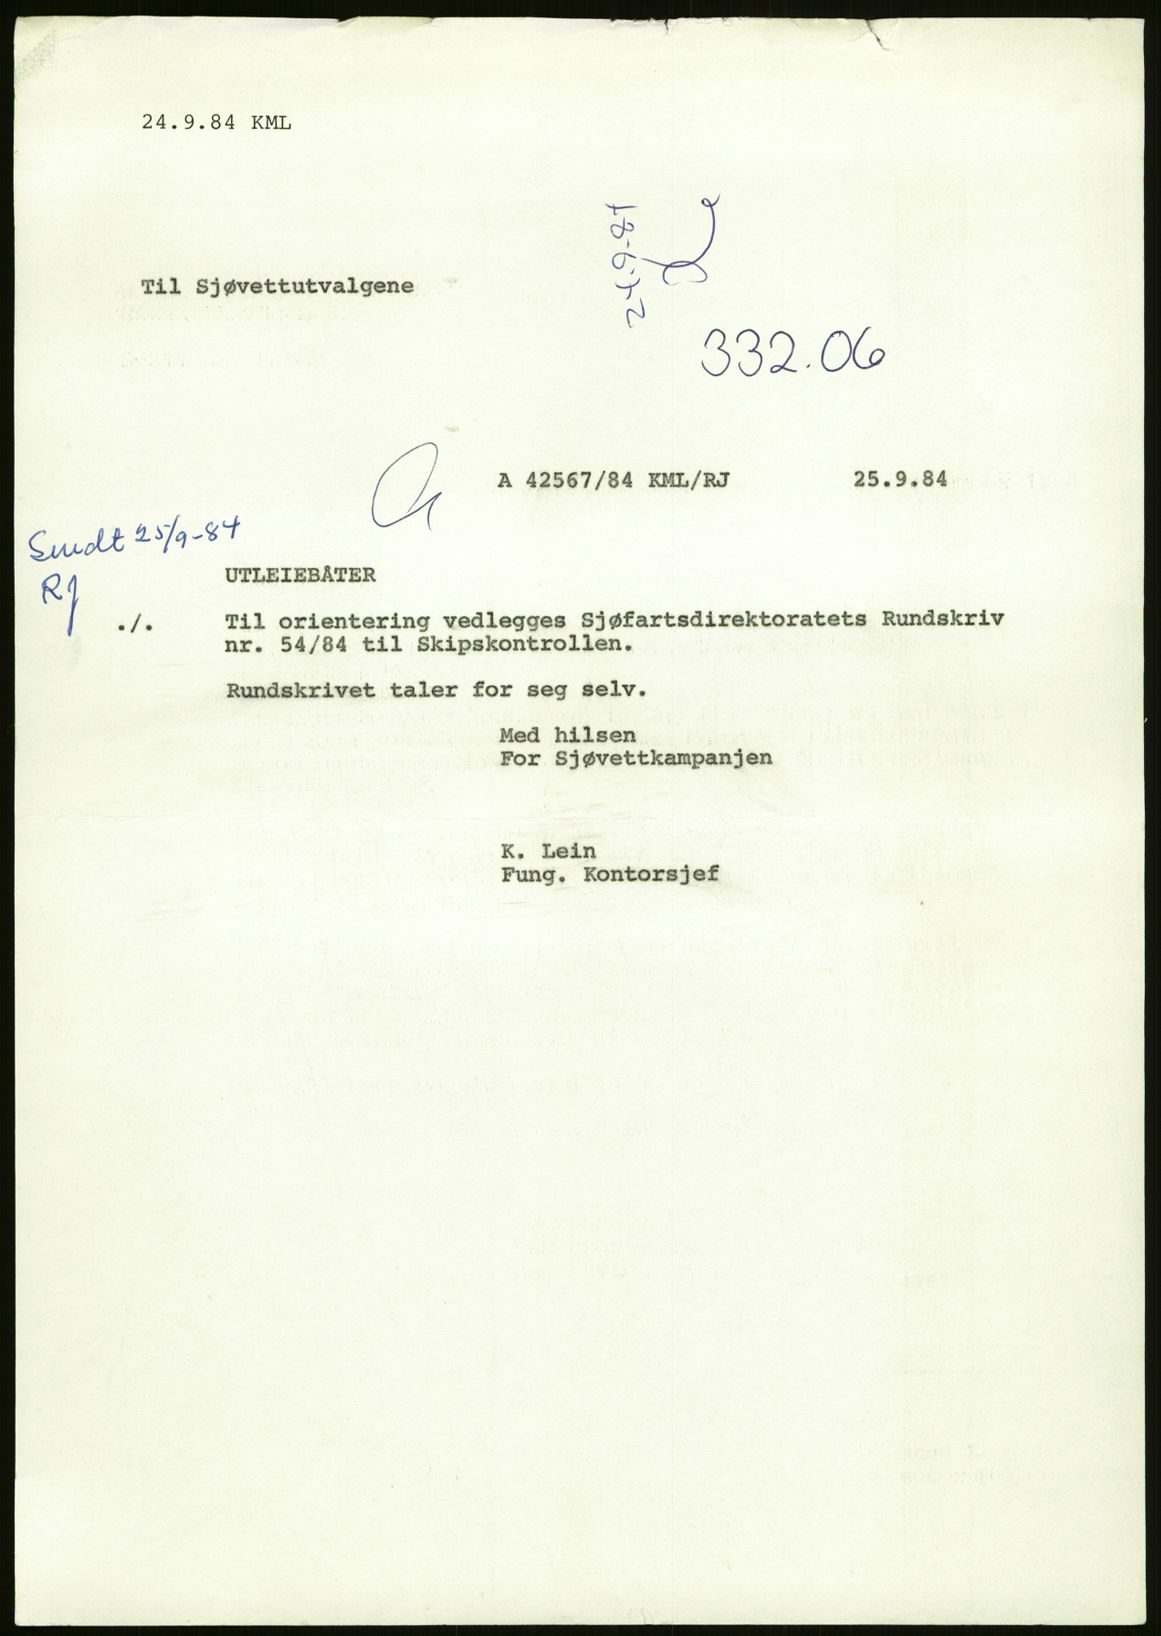 24.9.84 KML
24-9-84
Til Sjøvettutvalgene
332.06
A 42567/84 KML/RJ 25.9.84
Sendt 25/9-84
RJ
UTLEIEBÅTER
./. Til orientering vedlegges Sjøfartsdirektoratets Rundskriv
nr. 54/84 til Skipskontrollen.
Rundskrivet taler for seg selv.
Med hilsen
For Sjøvettkampanjen
K. Lein
Fung. Kontorsjef